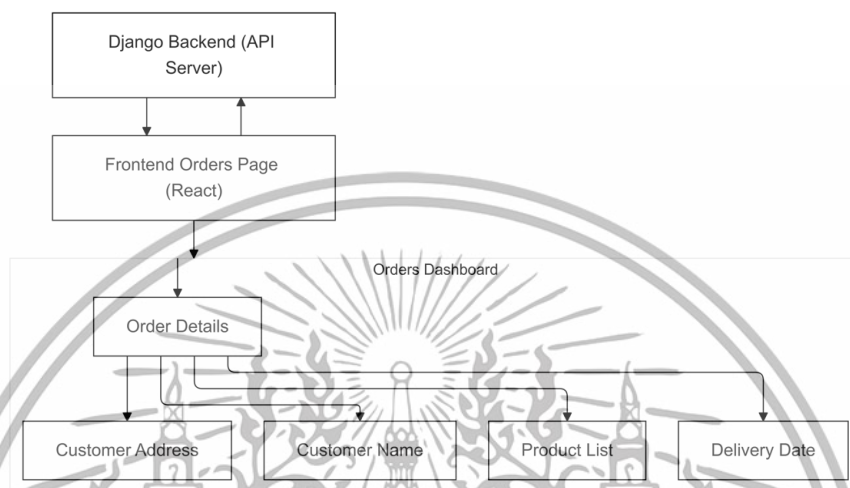 Django Backend (API
Server)
Frontend Orders Page
(React)
Orders Dashboard
Order Details
Customer Address
Customer Name
Product List
Delivery Date